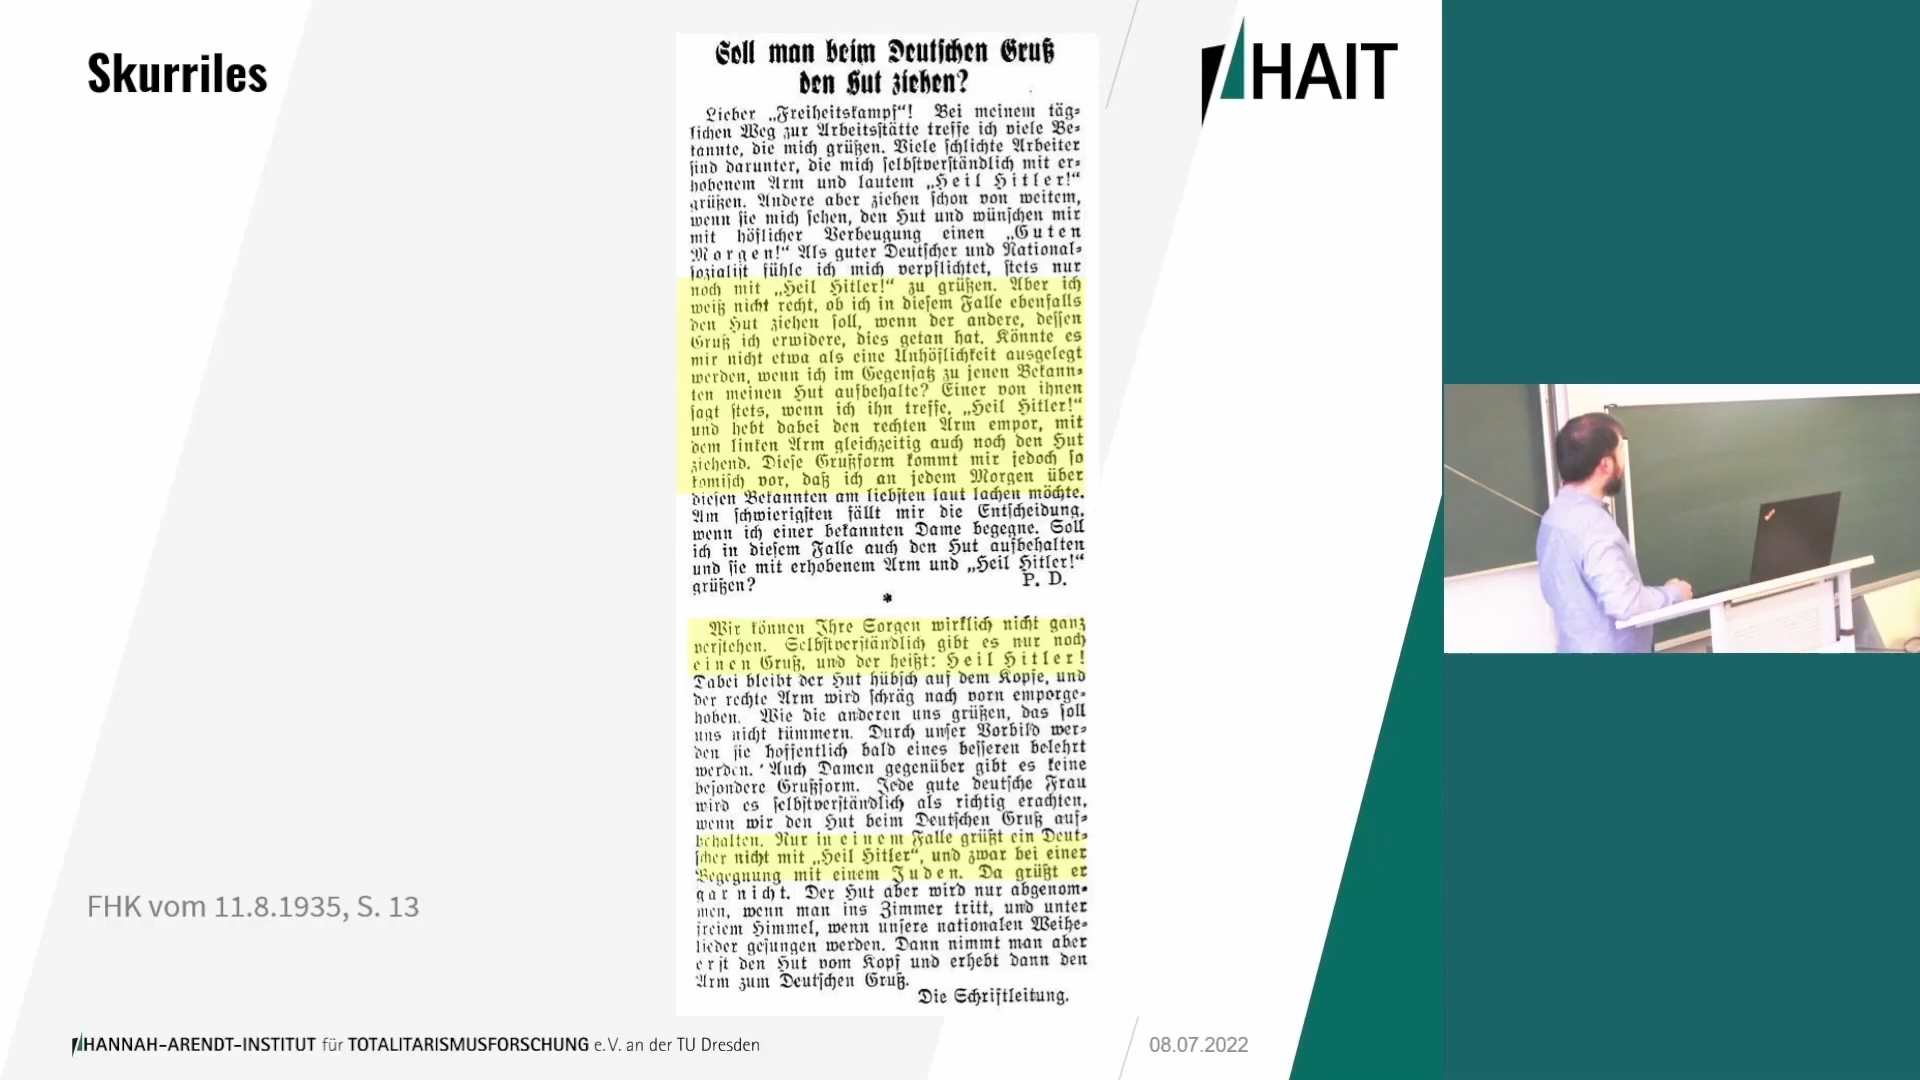 Skurriles
HAIT
Soll man beim Deutschen Gruß
den Hut ziehen?
Lieber „Freiheitskampf“! Bei meinem täg-
lichen Weg zur Arbeitsstätte treffe ich viele Be-
kannte, die mich grüßen. Viele schlichte Arbeiter
sind darunter, die mich selbstverständlich mit er-
hobenem Arm und lautem „Heil Hitler!“
grüßen. Andere aber ziehen schon von weitem,
wenn sie mich sehen, den Hut und wünschen mir
mit höflicher Verbeugung einen „Guten
Morgen!“ Als guter Deutscher und National-
sozialist fühle ich mich verpflichtet, stets nur
noch mit „Heil Hitler!“ zu grüßen. Aber ich
weiß nicht recht, ob ich in diesem Falle ebenfalls
den Hut ziehen soll, wenn der andere, dessen
Gruß ich erwidere, dies getan hat. Könnte es
mir nicht etwa als eine Unhöflichkeit ausgelegt
werden, wenn ich im Gegensatz zu jenen Bekann-
ten meinen Hut aufbehalte? Einer von ihnen
sagt stets, wenn ich ihn treffe, „Heil Hitler!“
und hebt dabei den rechten Arm empor, mit
dem linken Arm gleichzeitig auch noch den Hut
ziehend. Diese Grußform kommt mir jedoch so
komisch vor, daß ich an jedem Morgen über
diesen Bekannten am liebsten laut lachen möchte.
Am schwierigsten fällt mir die Entscheidung,
wenn ich einer bekannten Dame begegne. Soll
ich in diesem Falle auch den Hut aufbehalten
und sie mit erhobenem Arm und „Heil Hitler!“
grüßen? P. D.
*
Wir können Ihre Sorgen wirklich nicht ganz
verstehen. Selbstverständlich gibt es nur noch
einen Gruß, und der heißt: Heil Hitler!
Dabei bleibt der Hut hübsch auf dem Kopfe, und
der rechte Arm wird schräg nach vorn emporge-
hoben. Wie die anderen uns grüßen, das soll
uns nicht kümmern. Durch unser Vorbild wer-
den sie hoffentlich bald eines besseren belehrt
werden. Auch Damen gegenüber gibt es keine
besondere Grußform. Jede gute deutsche Frau
wird es selbstverständlich als richtig erachten,
wenn wir den Hut beim Deutschen Gruß auf-
behalten. Nur in einem Falle grüßt ein Deut-
scher nicht mit „Heil Hitler“, und zwar bei einer
Begegnung mit einem Juden. Da grüßt er
gar nicht. Der Hut aber wird nur abgenom-
men, wenn man ins Zimmer tritt, und unter
freiem Himmel, wenn unsere nationalen Weihe-
lieder gesungen werden. Dann nimmt man aber
erst den Hut vom Kopf und erhebt dann den
Arm zum Deutschen Gruß.
Die Schriftleitung.
FHK vom 11.8.1935, S. 13
HANNAH-ARENDT-INSTITUT für TOTALITARISMUSFORSCHUNG e.V. an der TU Dresden
08.07.2022